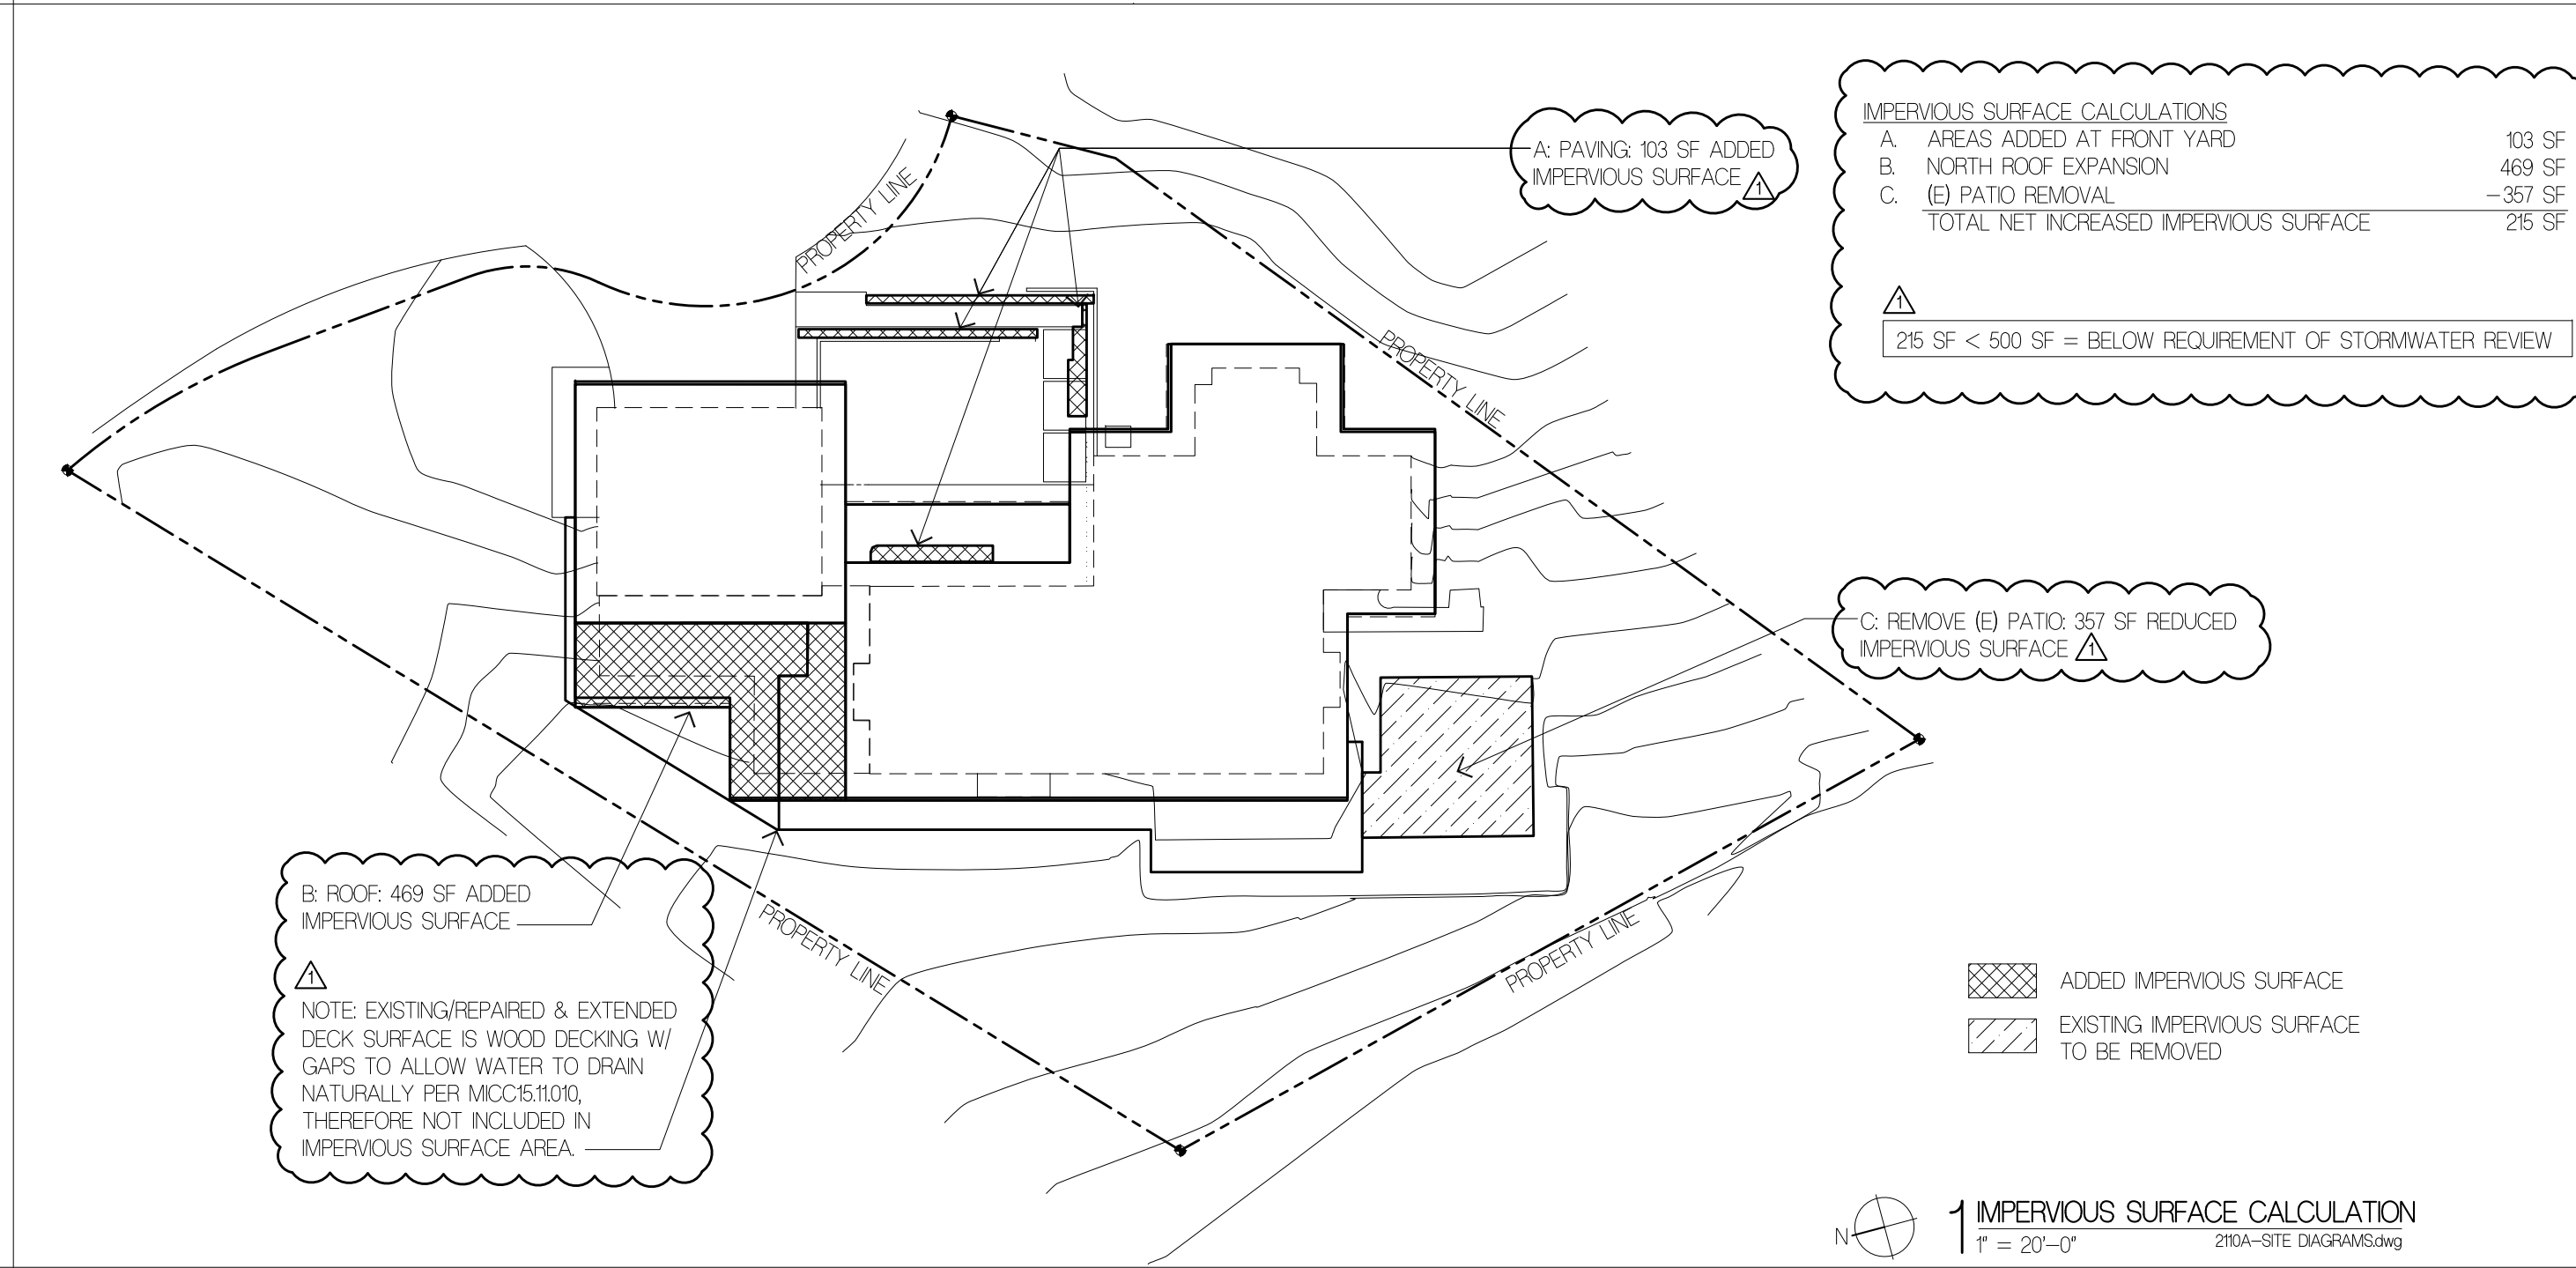 PROPERTY LINE
A: PAVING: 103 SF ADDED
IMPERVIOUS SURFACE 1
IMPERVIOUS SURFACE CALCULATIONS
A. AREAS ADDED AT FRONT YARD 103 SF
B. NORTH ROOF EXPANSION 469 SF
C. (E) PATIO REMOVAL -357 SF
TOTAL NET INCREASED IMPERVIOUS SURFACE 215 SF
1
215 SF < 500 SF = BELOW REQUIREMENT OF STORMWATER REVIEW
PROPERTY LINE
C: REMOVE (E) PATIO: 357 SF REDUCED
IMPERVIOUS SURFACE 1
B: ROOF: 469 SF ADDED
IMPERVIOUS SURFACE
1
NOTE: EXISTING/REPAIRED & EXTENDED
DECK SURFACE IS WOOD DECKING W/
GAPS TO ALLOW WATER TO DRAIN
NATURALLY PER MICC15.11.010,
THEREFORE NOT INCLUDED IN
IMPERVIOUS SURFACE AREA.
PROPERTY LINE
PROPERTY LINE
ADDED IMPERVIOUS SURFACE
EXISTING IMPERVIOUS SURFACE
TO BE REMOVED
N
1 IMPERVIOUS SURFACE CALCULATION
1" = 20'-0" 2110A-SITE DIAGRAMS.dwg